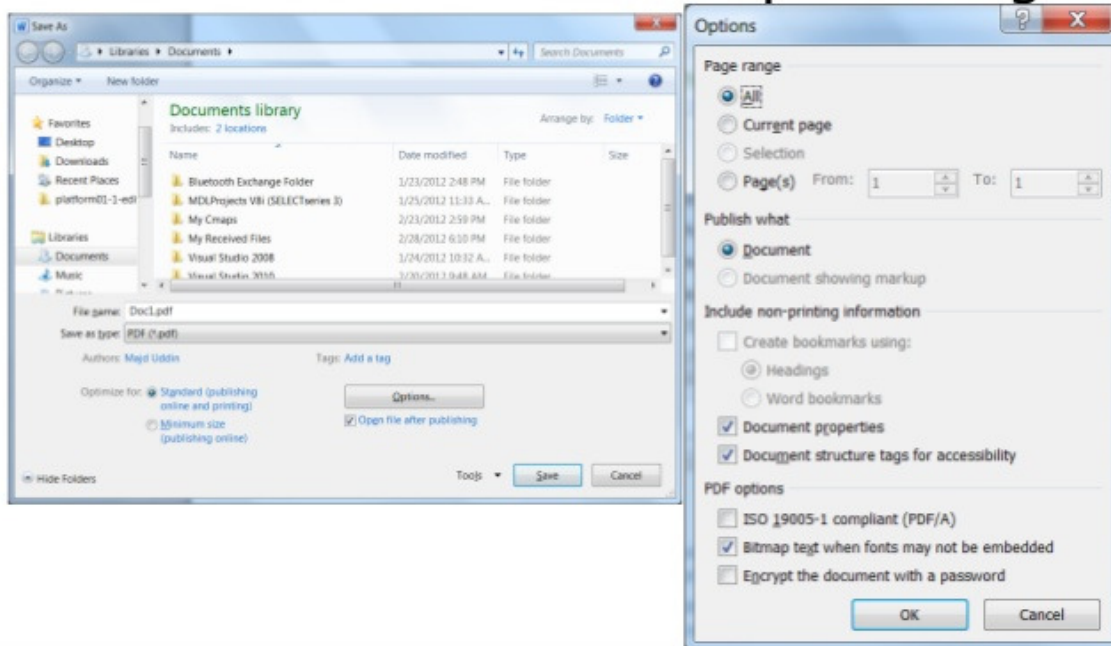 Save As
Libraries ▸ Documents ▸
Search Documents
Organize ▾ New folder
Favorites
Desktop
Downloads
Recent Places
platform01-1-edi
Libraries
Documents
Music
Documents library
Includes: 2 locations
Arrange by: Folder ▾
Name Date modified Type Size
Bluetooth Exchange Folder 1/23/2012 2:48 PM File folder
MDLProjects V8i (SELECTseries 3) 1/25/2012 11:33 A... File folder
My Cmaps 2/23/2012 2:59 PM File folder
My Received Files 2/28/2012 6:10 PM File folder
Visual Studio 2008 1/24/2012 10:32 A... File folder
Visual Studio 2010 File folder
File name: Doc1.pdf
Save as type: PDF (*.pdf)
Authors: Majd Uddin
Tags: Add a tag
Optimize for: Standard (publishing
online and printing)
Minimum size
(publishing online)
Options...
Open file after publishing
Hide Folders
Tools ▾ Save Cancel
Options
Page range
All
Current page
Selection
Page(s) From: 1 To: 1
Publish what
Document
Document showing markup
Include non-printing information
Create bookmarks using:
Headings
Word bookmarks
Document properties
Document structure tags for accessibility
PDF options
ISO 19005-1 compliant (PDF/A)
Bitmap text when fonts may not be embedded
Encrypt the document with a password
OK Cancel